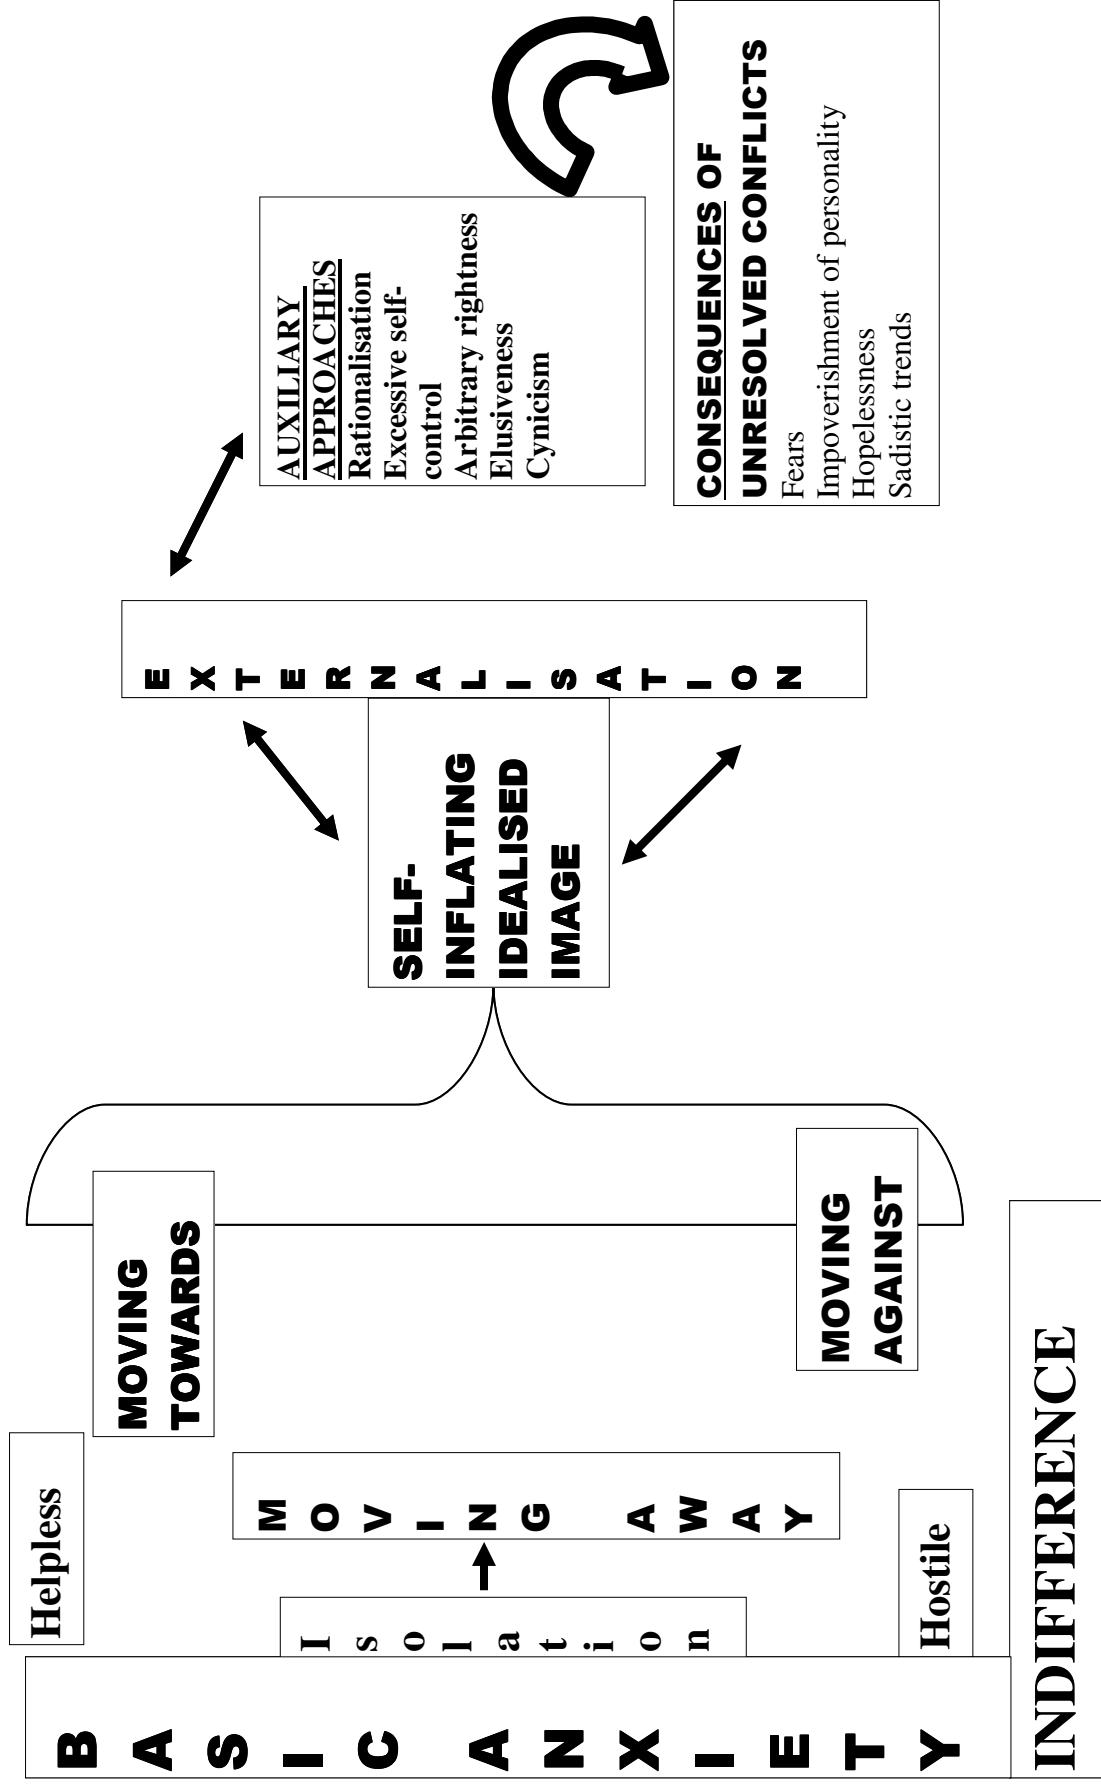 BASIC ANXIETY
Helpless
Isolation
Hostile
INDIFFERENCE
MOVING AWAY
MOVING
TOWARDS
MOVING
AGAINST
SELF-
INFLATING
IDEALISED
IMAGE
EXTERNALISATION
AUXILIARY
APPROACHES
Rationalisation
Excessive self-
control
Arbitrary rightness
Elusiveness
Cynicism
CONSEQUENCES OF
UNRESOLVED CONFLICTS
Fears
Impoverishment of personality
Hopelessness
Sadistic trends